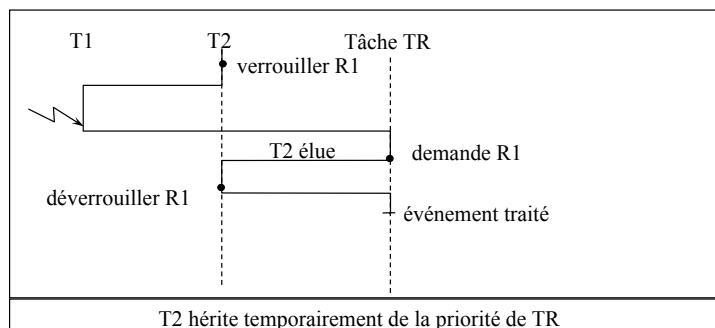 T1 T2 Tâche TR
verrouiller R1
T2 élue
demande R1
déverrouiller R1
événement traité
T2 hérite temporairement de la priorité de TR